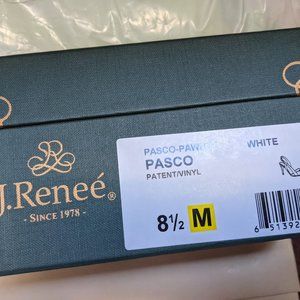 J.Reneé®
- SINCE 1978 -
PASCO-PAW WHITE
PASCO
PATENT/VINYL
8½ M
6 51392